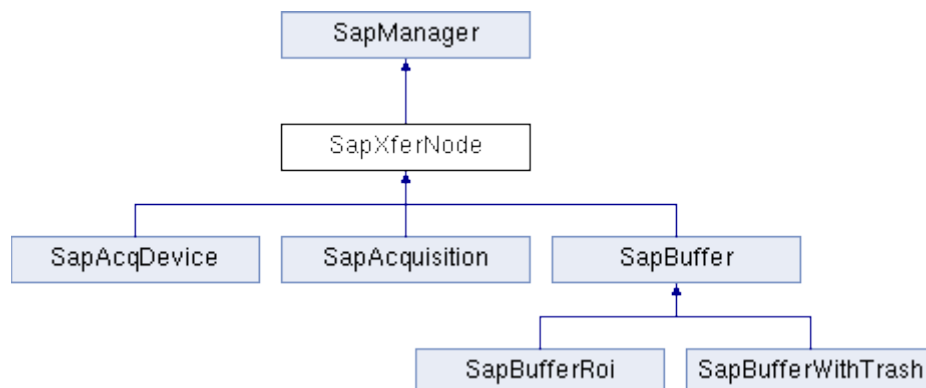 SapManager
SapXferNode
SapAcqDevice
SapAcquisition
SapBuffer
SapBufferRoi
SapBufferWithTrash